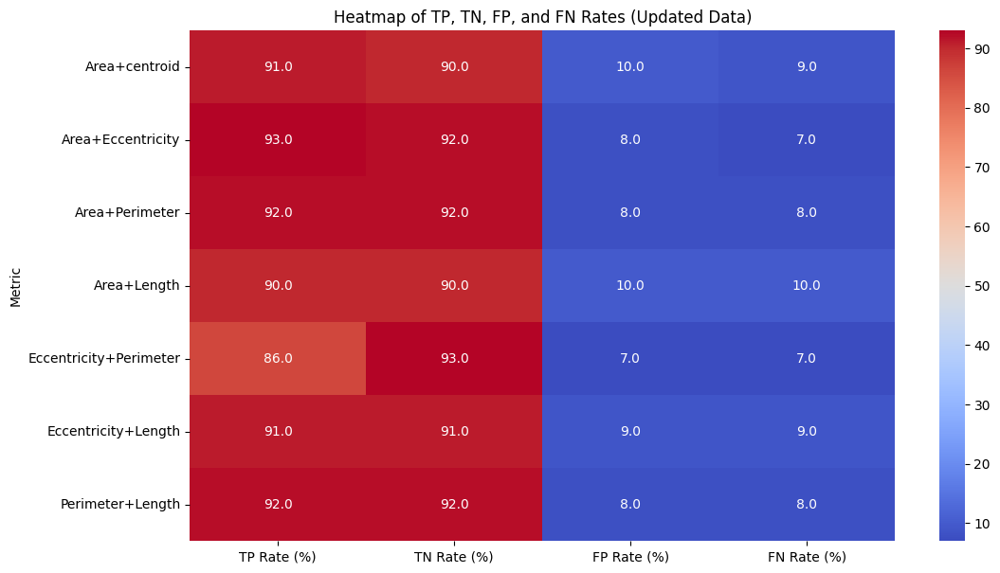 Heatmap of TP, TN, FP, and FN Rates (Updated Data)
Metric
Area+centroid 91.0 90.0 10.0 9.0
Area+Eccentricity 93.0 92.0 8.0 7.0
Area+Perimeter 92.0 92.0 8.0 8.0
Area+Length 90.0 90.0 10.0 10.0
Eccentricity+Perimeter 86.0 93.0 7.0 7.0
Eccentricity+Length 91.0 91.0 9.0 9.0
Perimeter+Length 92.0 92.0 8.0 8.0
TP Rate (%) TN Rate (%) FP Rate (%) FN Rate (%)
90
80
70
60
50
40
30
20
10